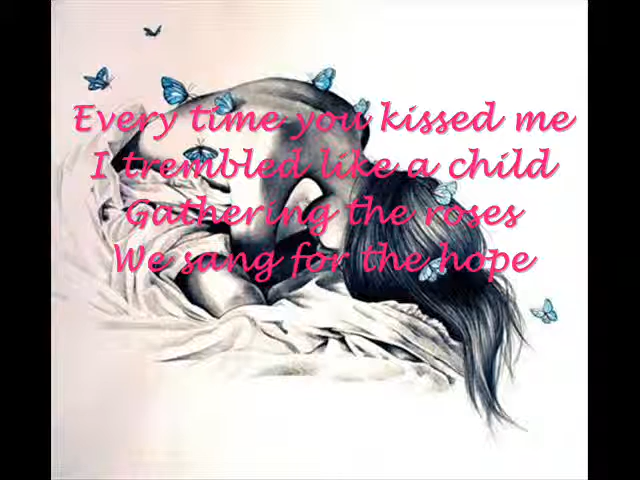 Every time you kissed me
I trembled like a child
Gathering the roses
We sang for the hope